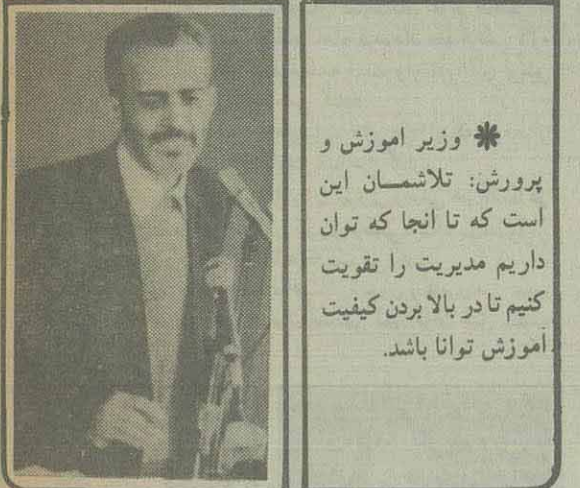 ✱ وزیر اموزش و
پرورش: تلاشمــان این
است که تا انجا که توان
داریم مدیریت را تقویت
کنیم تا در بالا بردن کیفیت
آموزش توانا باشد.